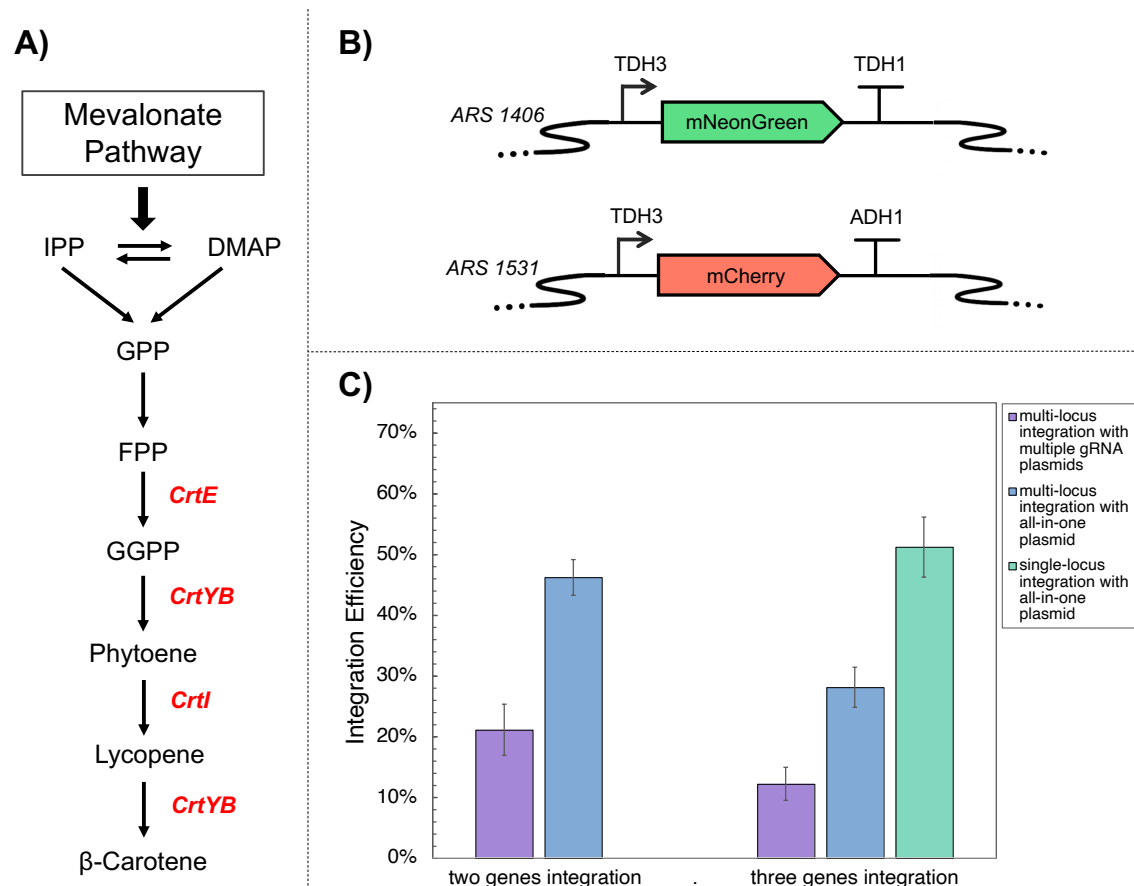 A)
Mevalonate
Pathway
IPP
DMAP
GPP
FPP
CrtE
GGPP
CrtYB
Phytoene
CrtI
Lycopene
CrtYB
β-Carotene
B)
TDH3
TDH1
ARS 1406
mNeonGreen
TDH3
ADH1
ARS 1531
mCherry
C)
Integration Efficiency
70%
60%
50%
40%
30%
20%
10%
0%
two genes integration
.
three genes integration
multi-locus
integration with
multiple gRNA
plasmids
multi-locus
integration with
all-in-one
plasmid
single-locus
integration with
all-in-one
plasmid